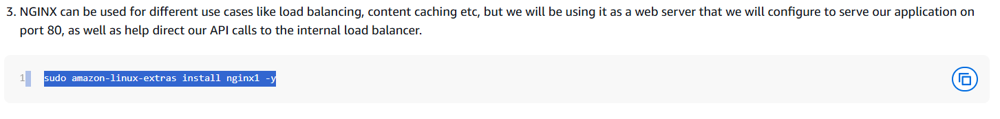 3. NGINX can be used for different use cases like load balancing, content caching etc, but we will be using it as a web server that we will configure to serve our application on
port 80, as well as help direct our API calls to the internal load balancer.
1 sudo amazon-linux-extras install nginx1 -y